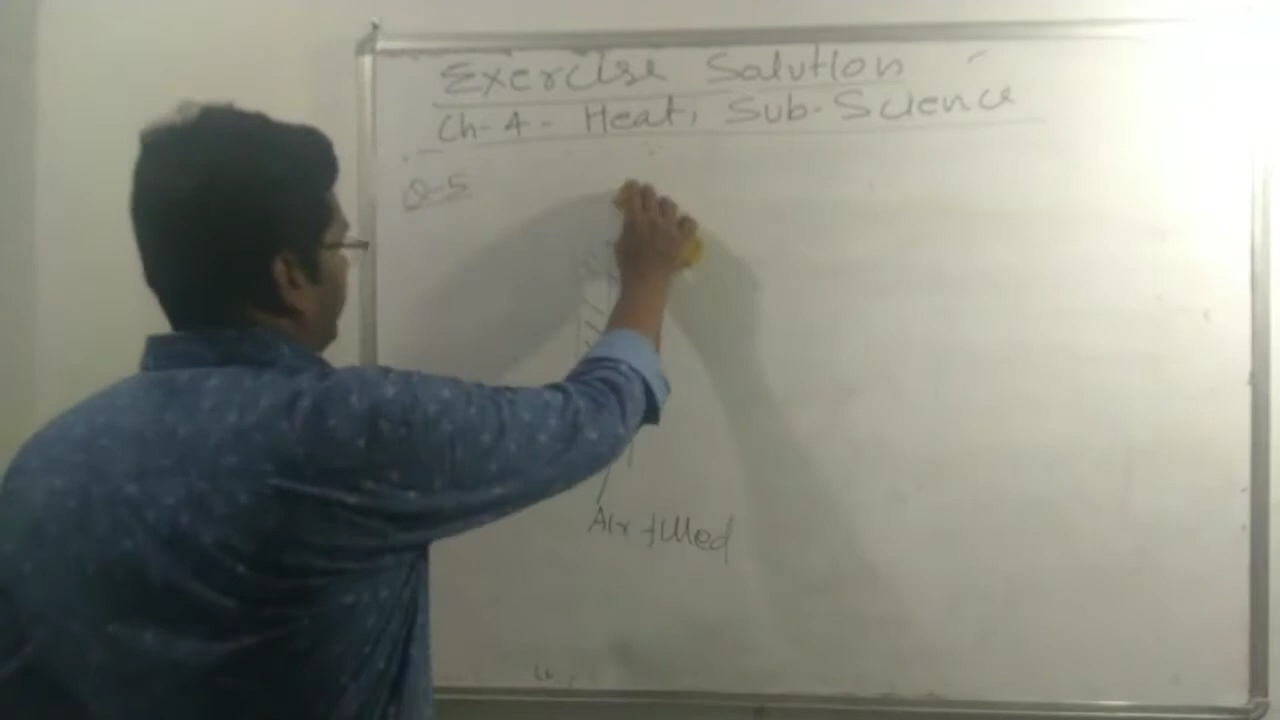 Exercise Solution
Ch-4- Heat, Sub-Science
Q-5
Air filled